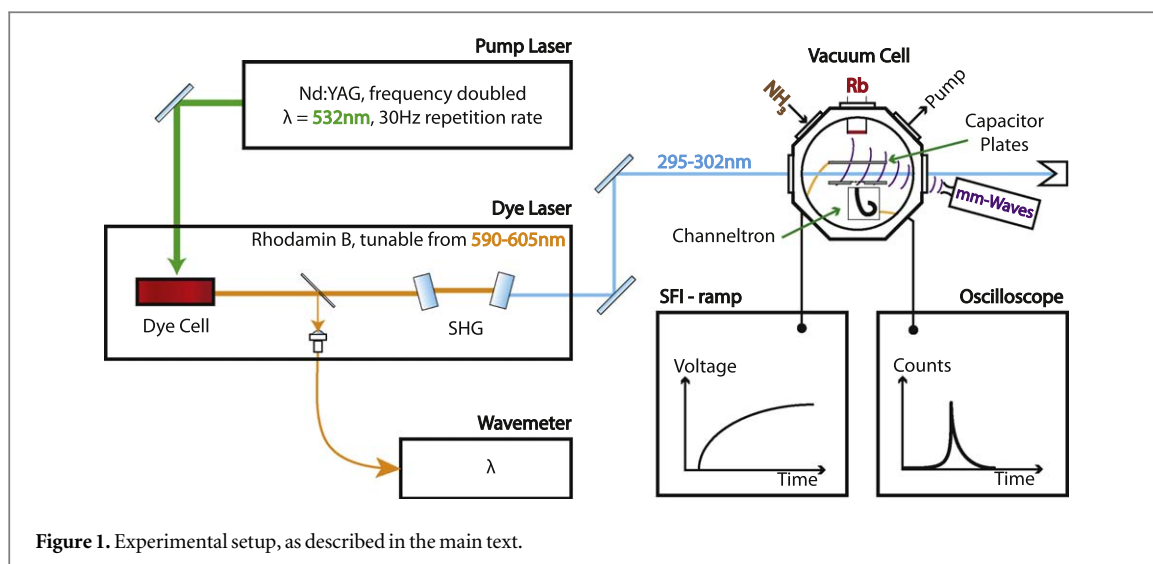 Pump Laser
Nd:YAG, frequency doubled
λ = 532nm, 30Hz repetition rate
Vacuum Cell
NH3
Rb
Pump
Capacitor
Plates
295-302nm
mm-Waves
Channeltron
Dye Laser
Rhodamin B, tunable from 590-605nm
Dye Cell
SHG
Wavemeter
λ
SFI - ramp
Voltage
Time
Oscilloscope
Counts
Time
Figure 1. Experimental setup, as described in the main text.